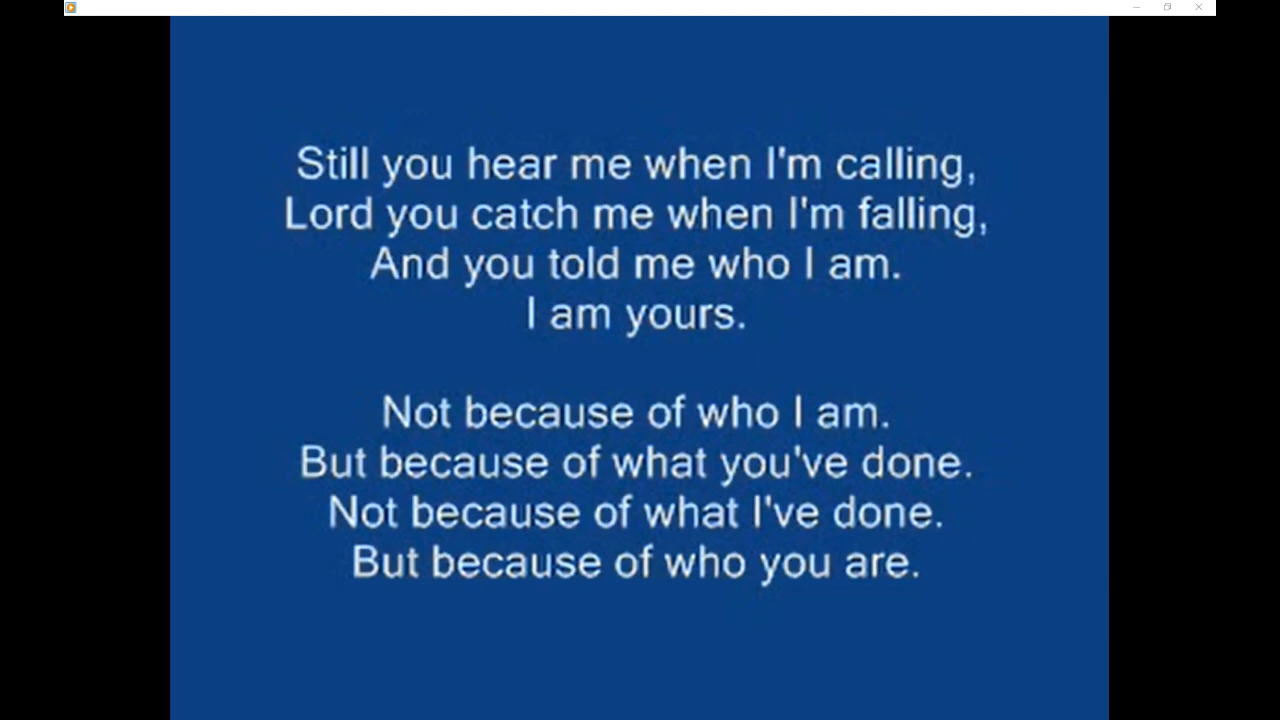 Still you hear me when I'm calling,
Lord you catch me when I'm falling,
And you told me who I am.
I am yours.
Not because of who I am.
But because of what you've done.
Not because of what I've done.
But because of who you are.